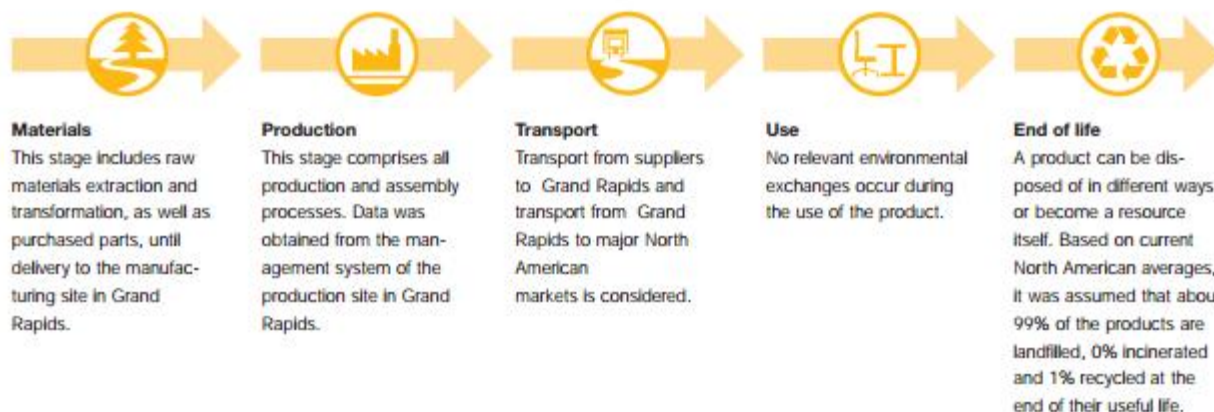 Materials
This stage includes raw
materials extraction and
transformation, as well as
purchased parts, until
delivery to the manufac-
turing site in Grand
Rapids.
Production
This stage comprises all
production and assembly
processes. Data was
obtained from the man-
agement system of the
production site in Grand
Rapids.
Transport
Transport from suppliers
to Grand Rapids and
transport from Grand
Rapids to major North
American
markets is considered.
Use
No relevant environmental
exchanges occur during
the use of the product.
End of life
A product can be dis-
posed of in different ways
or become a resource
itself. Based on current
North American averages,
it was assumed that abou
99% of the products are
landfilled, 0% incinerated
and 1% recycled at the
end of their useful life.